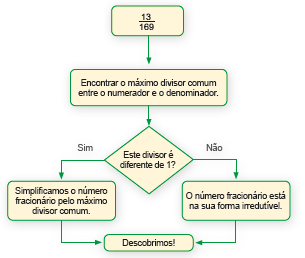 13
169
Encontrar o máximo divisor comum
entre o numerador e o denominador.
Este divisor é
diferente de 1?
Sim
Não
Simplificamos o número
fracionário pelo máximo
divisor comum.
O número fracionário está
na sua forma irredutível.
Descobrimos!